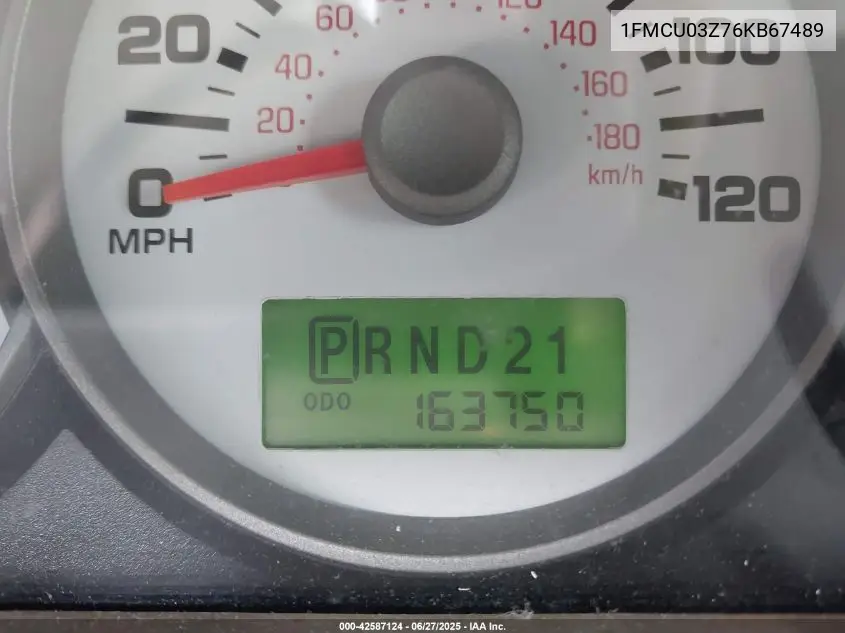 1FMCU03Z76KB67489
20 60 140 100
40 160
20 180
0 km/h 120
MPH
PRND21
ODO 163750
000-42587124 - 06/27/2025 - IAA Inc.